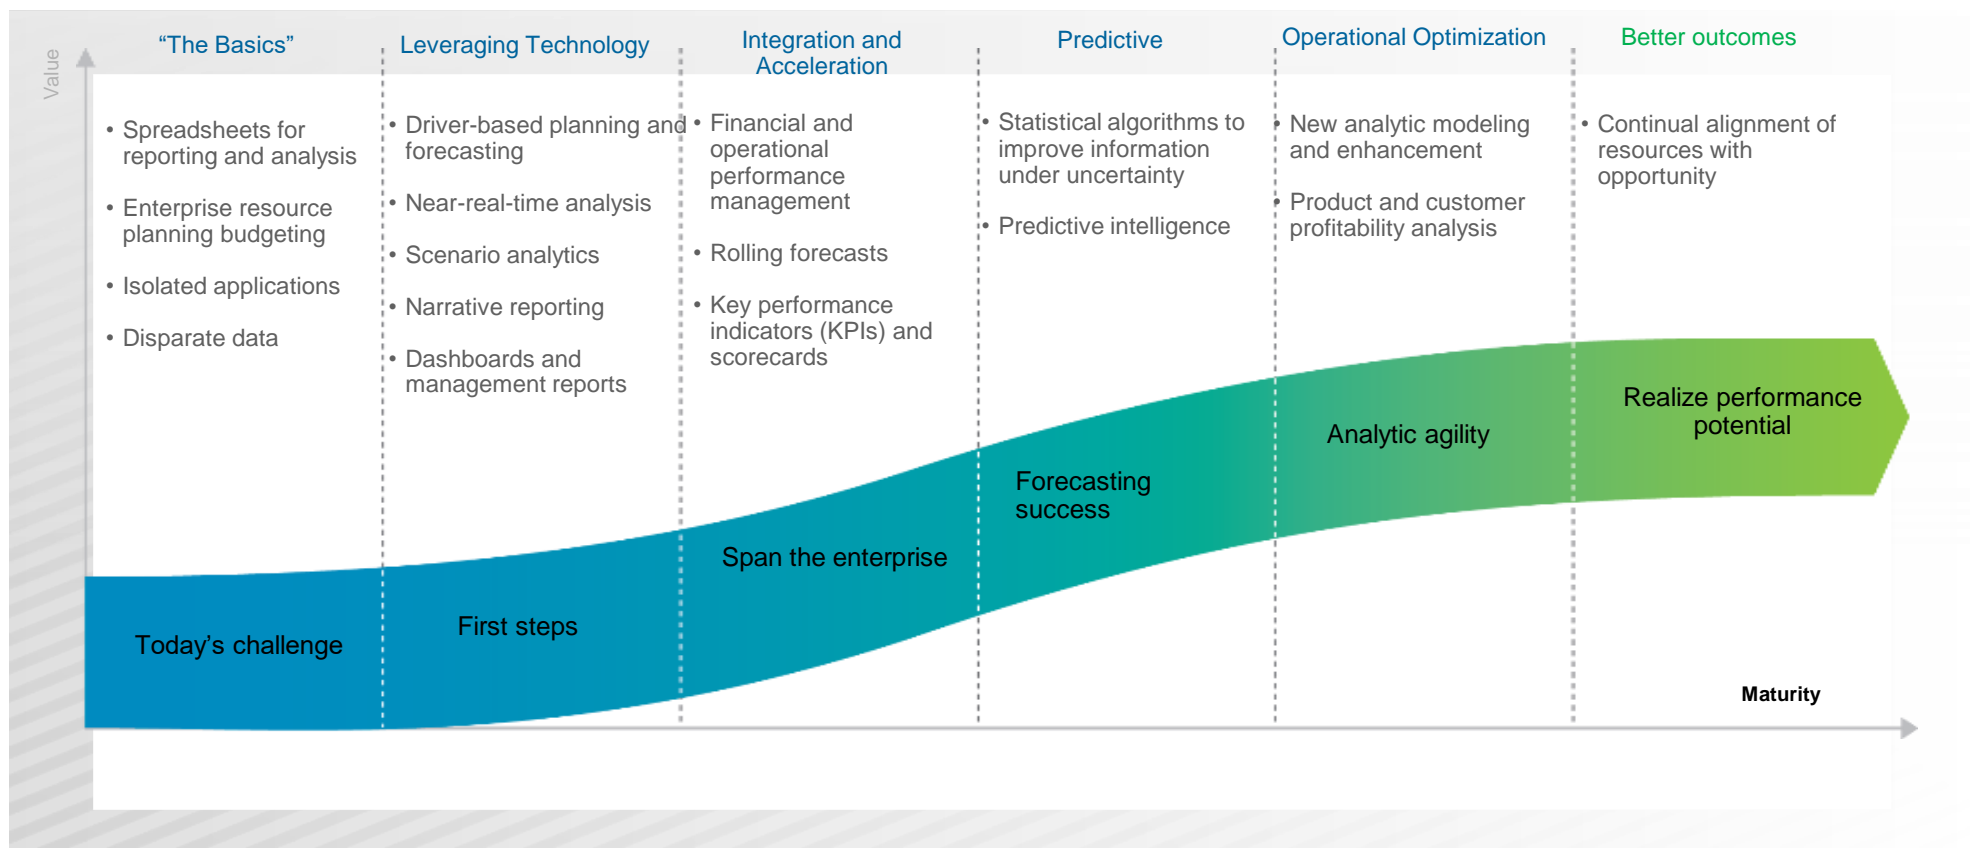 Value
“The Basics”
• Spreadsheets for
reporting and analysis
• Enterprise resource
planning budgeting
• Isolated applications
• Disparate data
Today’s challenge
Leveraging Technology
• Driver-based planning and
forecasting
• Near-real-time analysis
• Scenario analytics
• Narrative reporting
• Dashboards and
management reports
First steps
Integration and
Acceleration
• Financial and
operational
performance
management
• Rolling forecasts
• Key performance
indicators (KPIs) and
scorecards
Span the enterprise
Predictive
• Statistical algorithms to
improve information
under uncertainty
• Predictive intelligence
Forecasting
success
Operational Optimization
• New analytic modeling
and enhancement
• Product and customer
profitability analysis
Analytic agility
Better outcomes
• Continual alignment of
resources with
opportunity
Realize performance
potential
Maturity